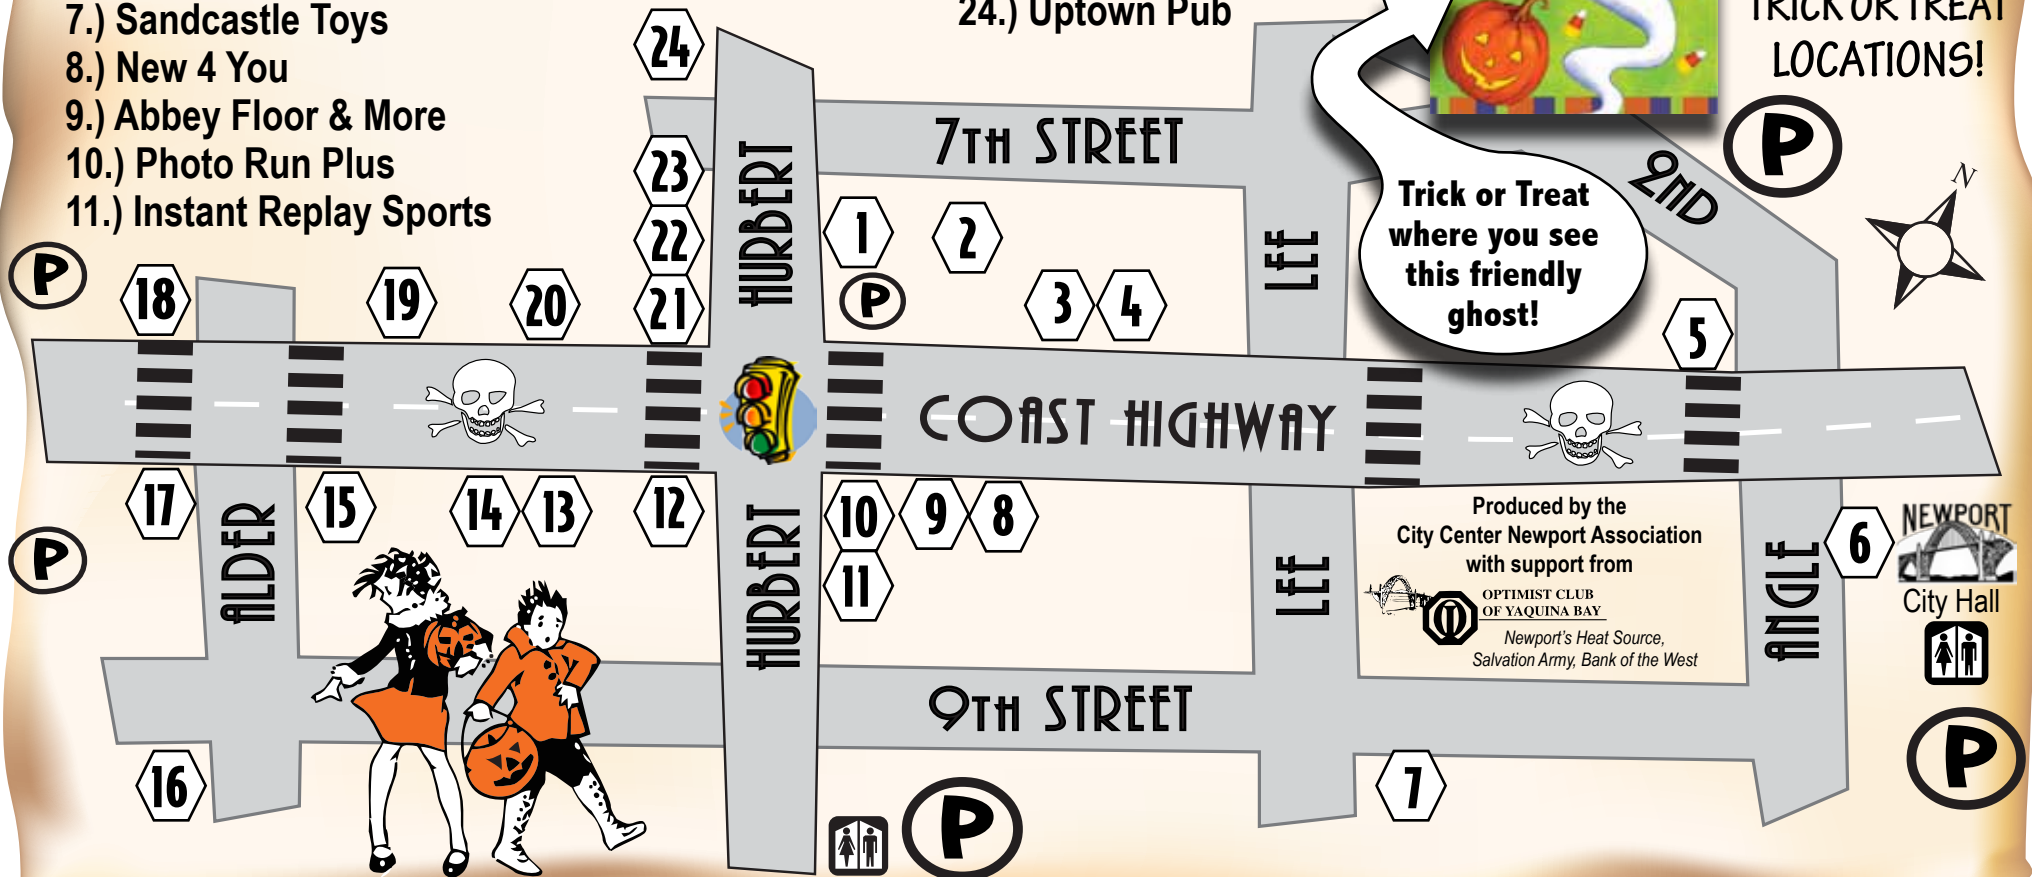 7.) Sandcastle Toys
8.) New 4 You
9.) Abbey Floor & More
10.) Photo Run Plus
11.) Instant Replay Sports
24.) Uptown Pub
TRICK OR TREAT
LOCATIONS!
Trick or Treat
where you see
this friendly
ghost!
24
23
22
21
7TH STREET
HURBERT
LEE
2ND
P
N
1
2
P
3
4
5
P
18
19
20
COAST HIGHWAY
17
15
14
13
12
10
9
8
11
6
P
ALDER
HURBERT
LEE
ANGLE
Produced by the
City Center Newport Association
with support from
OPTIMIST CLUB
OF YAQUINA BAY
Newport's Heat Source,
Salvation Army, Bank of the West
NEWPORT
City Hall
9TH STREET
16
7
P
P